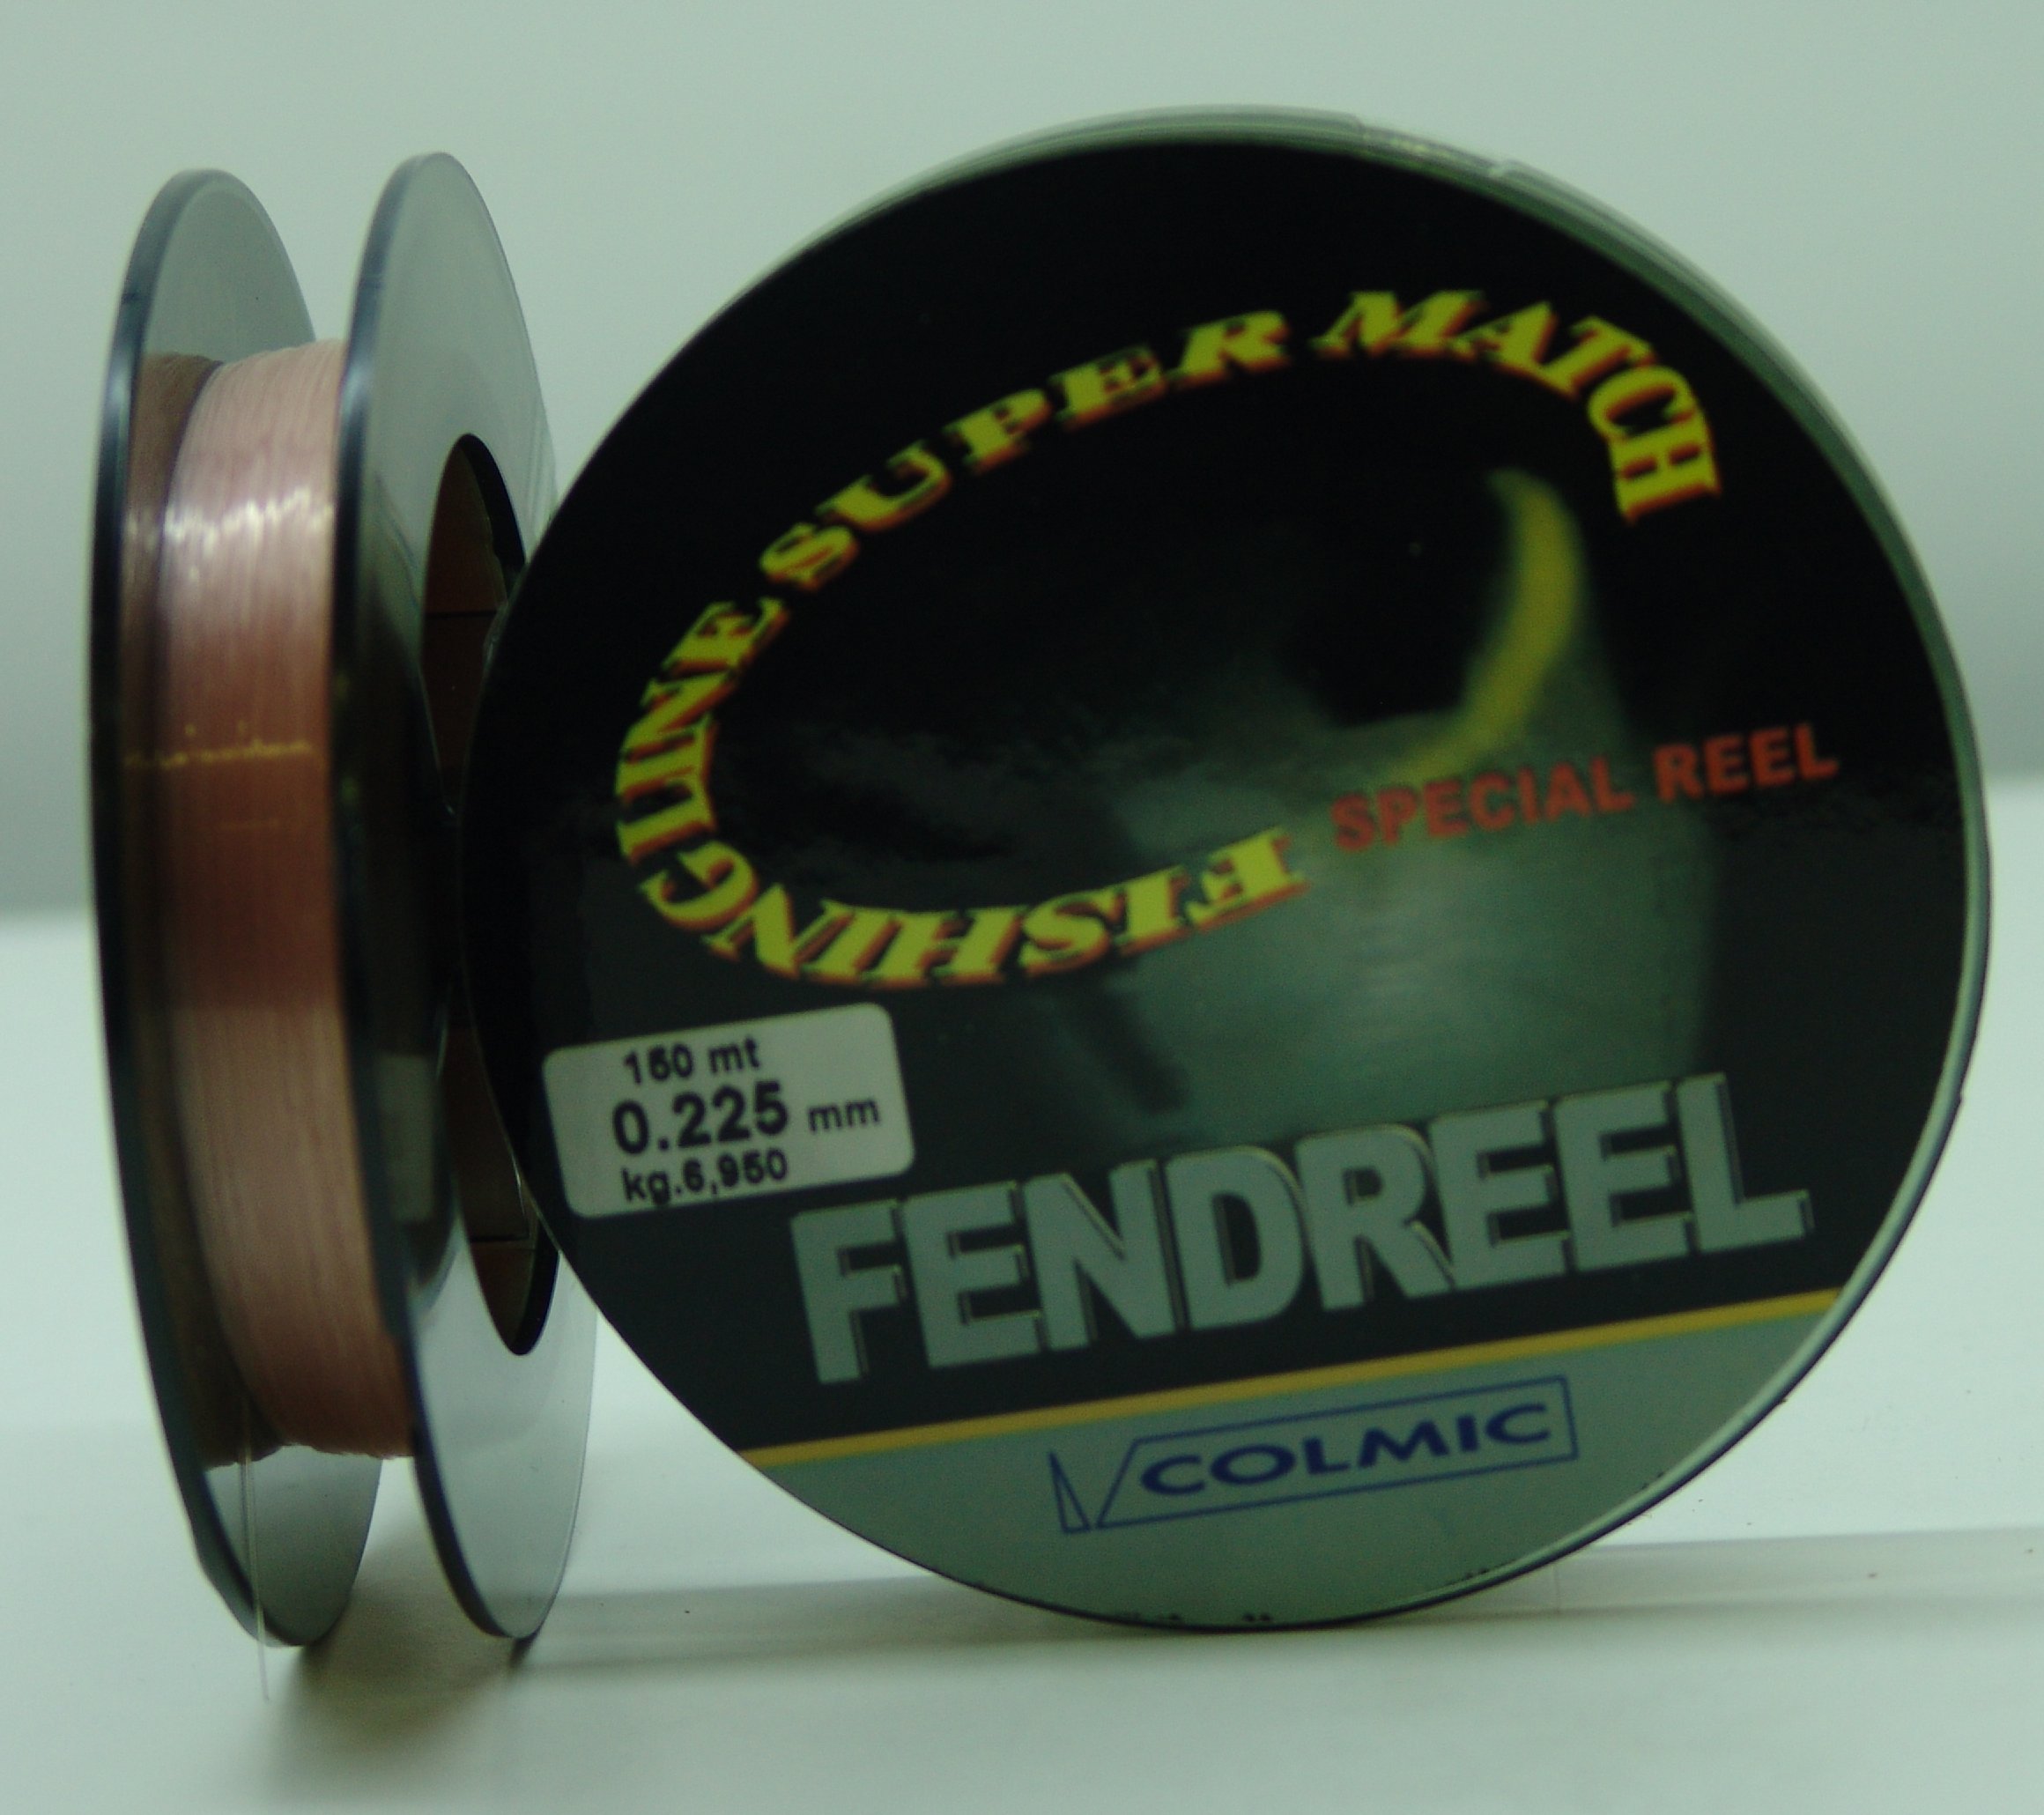 FISHING LINE SUPER MATCH
SPECIAL REEL
150 mt
0.225 mm
kg.6,950
FENDREEL
COLMIC